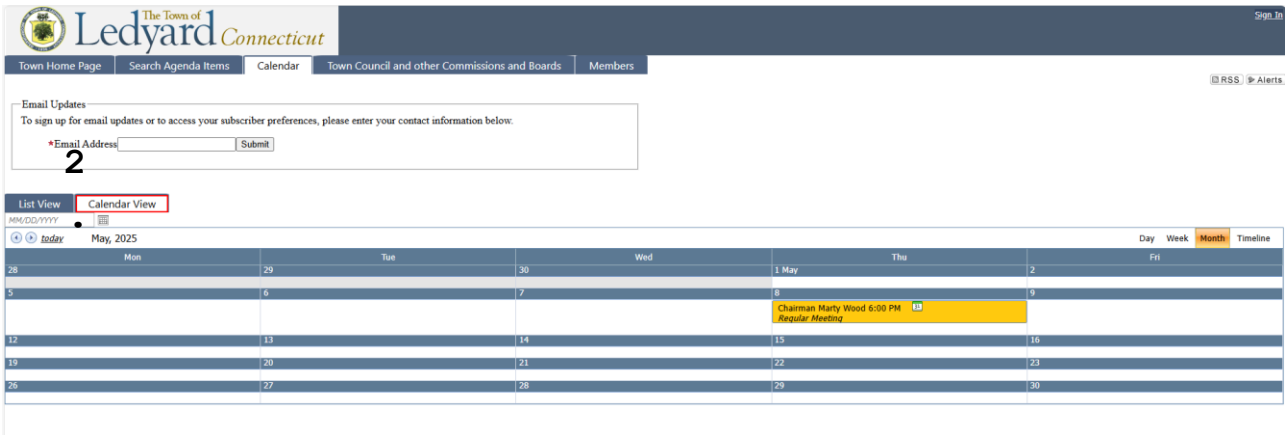 The Town of
Ledyard Connecticut
Sign In
Town Home Page Search Agenda Items Calendar Town Council and other Commissions and Boards Members
RSS Alerts
Email Updates
To sign up for email updates or to access your subscriber preferences, please enter your contact information below.
*Email Address Submit
2
List View Calendar View
MM/DD/YYYY
today May, 2025 Day Week Month Timeline
Mon Tue Wed Thu Fri
28 29 30 1 May 2
5 6 7 8 9
Chairman Marty Wood 6:00 PM
Regular Meeting
12 13 14 15 16
19 20 21 22 23
26 27 28 29 30